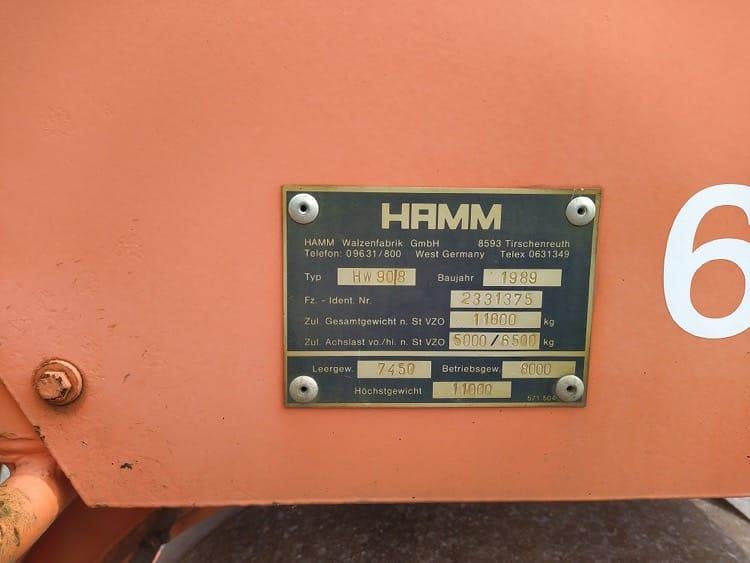 HAMM
HAMM Walzenfabrik GmbH 8593 Tirschenreuth
Telefon: 09631/800 West Germany Telex 0631349
Typ HW 90/8 Baujahr 1989
Fz. - Ident. Nr. 2331375
Zul. Gesamtgewicht n. St VZO 11800 kg
Zul. Achslast vo./hi. n. St VZO 5000/6500 kg
Leergew. 7450 Betriebsgew. 8000
Höchstgewicht 11000
571 504
6